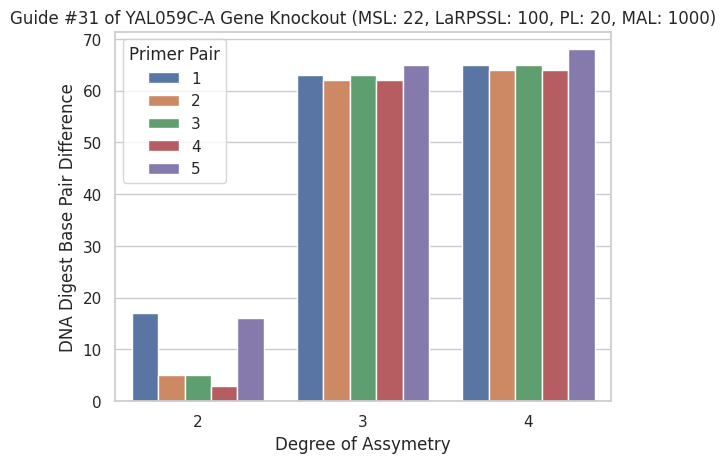 Guide #31 of YAL059C-A Gene Knockout (MSL: 22, LaRPSSL: 100, PL: 20, MAL: 1000)
Primer Pair
1
2
3
4
5
DNA Digest Base Pair Difference
70
60
50
40
30
20
10
0
2 3 4
Degree of Assymetry